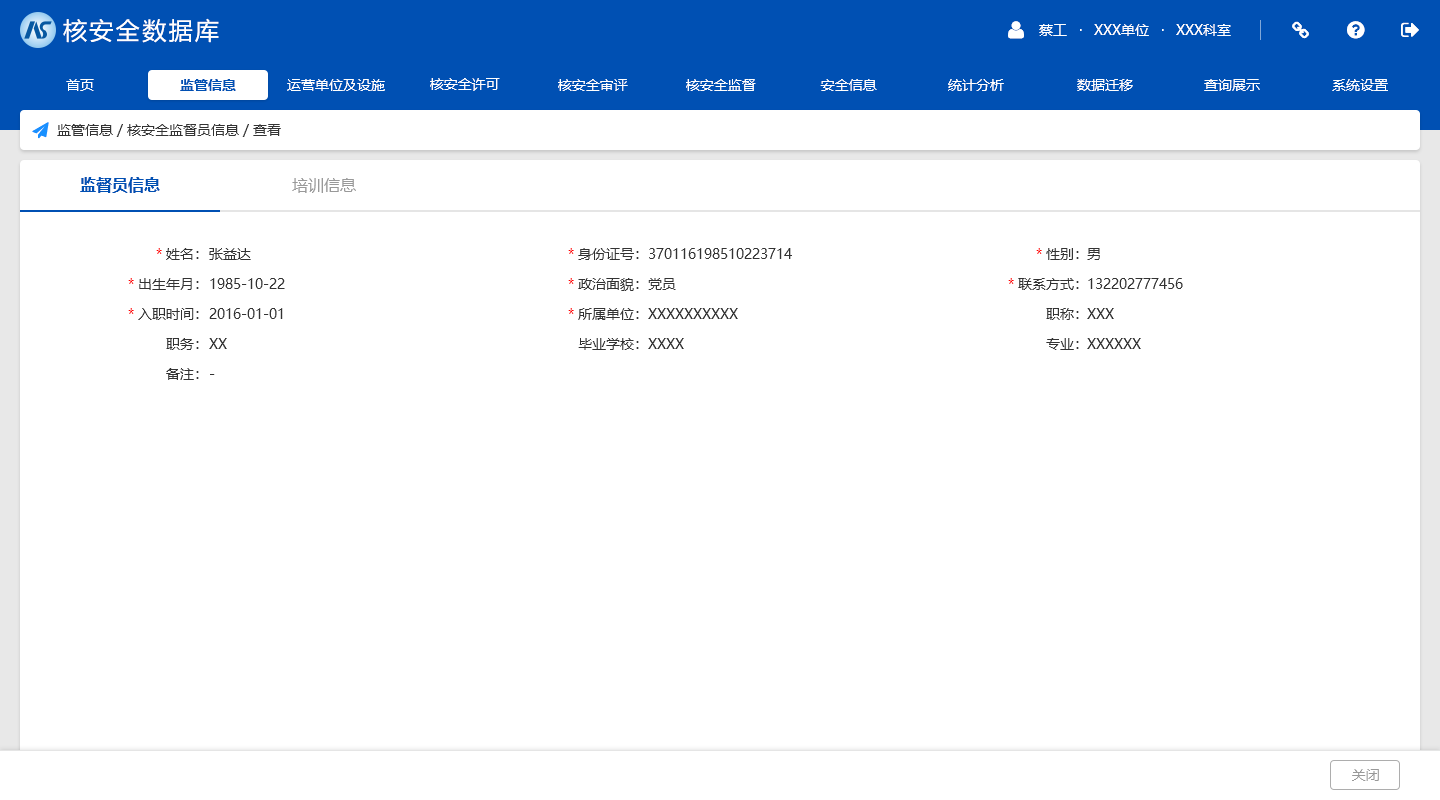 核安全数据库
蔡工 · XXX单位 · XXX科室
首页 监管信息 运营单位及设施 核安全许可 核安全审评 核安全监督 安全信息 统计分析 数据迁移 查询展示 系统设置
监管信息 / 核安全监督员信息 / 查看
监督员信息 培训信息
* 姓名： 张益达 * 身份证号： 370116198510223714 * 性别： 男
* 出生年月： 1985-10-22 * 政治面貌： 党员 * 联系方式： 132202777456
* 入职时间： 2016-01-01 * 所属单位： XXXXXXXXXX 职称： XXX
职务： XX 毕业学校： XXXX 专业： XXXXXX
备注： -
关闭